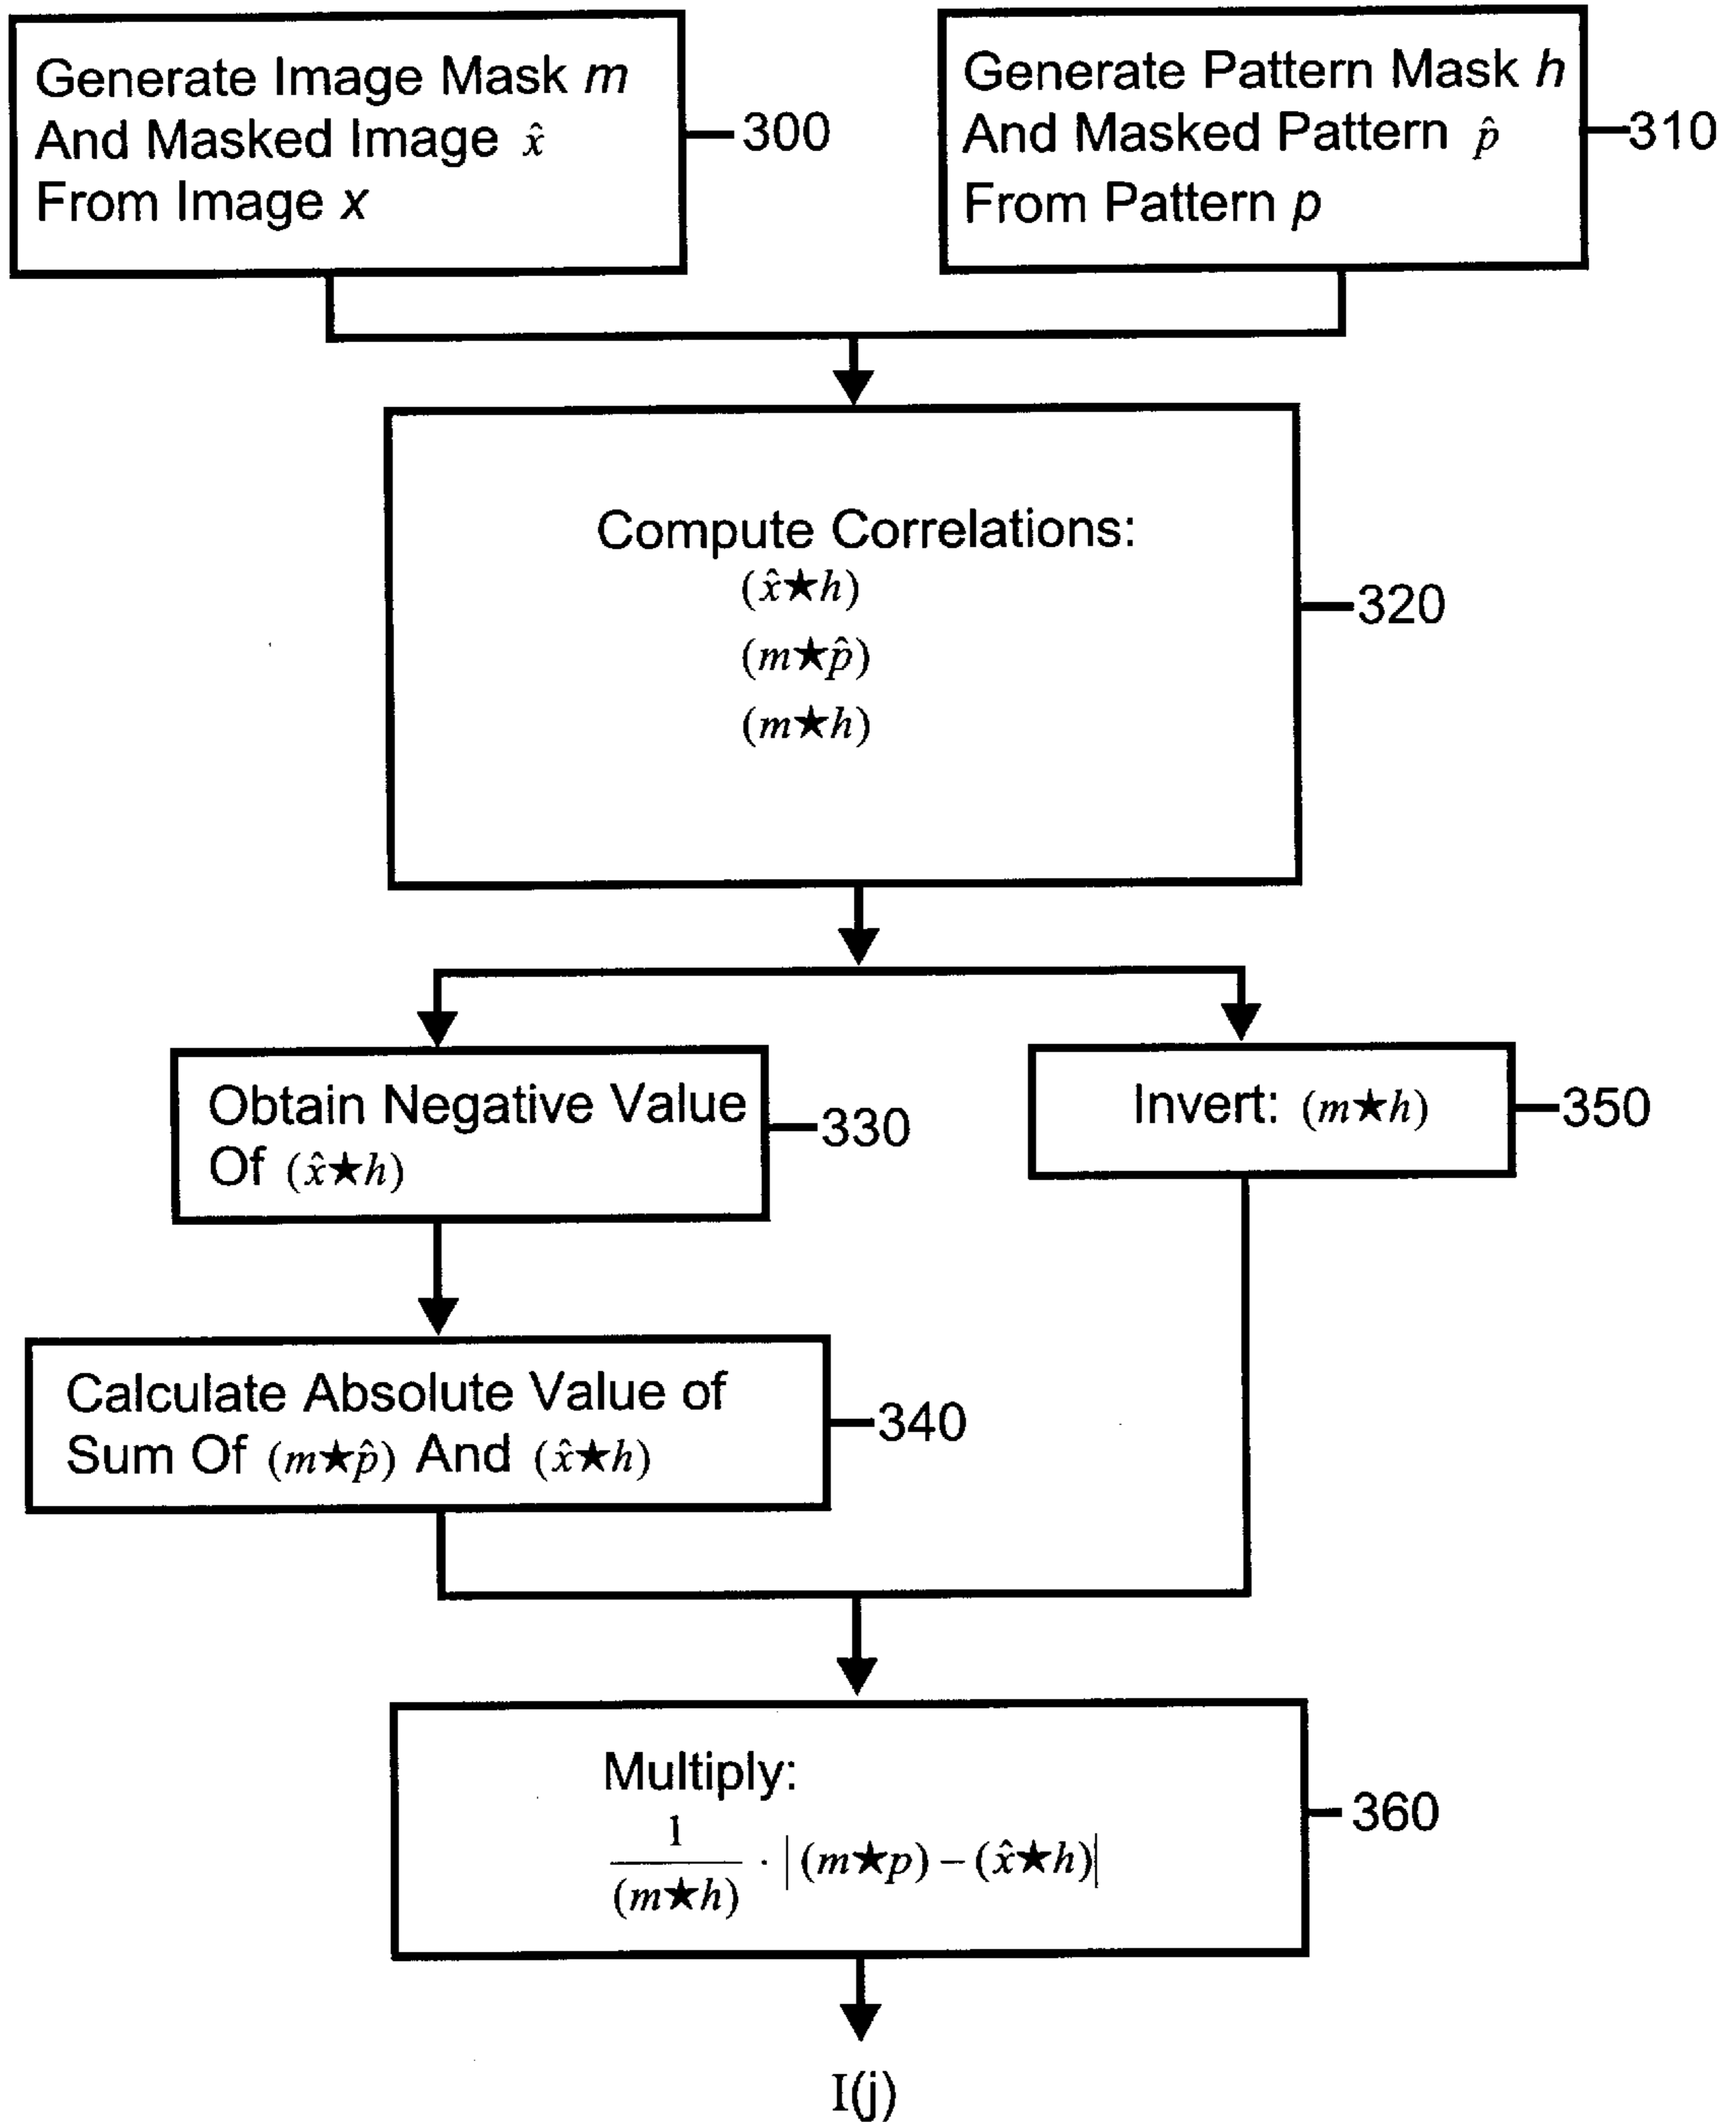 Generate Image Mask m
And Masked Image x̂
From Image x
300
Generate Pattern Mask h
And Masked Pattern p̂
From Pattern p
310
Compute Correlations:
(x̂★h)
(m★p̂)
(m★h)
320
Obtain Negative Value
Of (x̂★h)
330
Invert: (m★h)
350
Calculate Absolute Value of
Sum Of (m★p̂) And (x̂★h)
340
Multiply:
1/(m★h) · |(m★p) – (x̂★h)|
360
I(j)